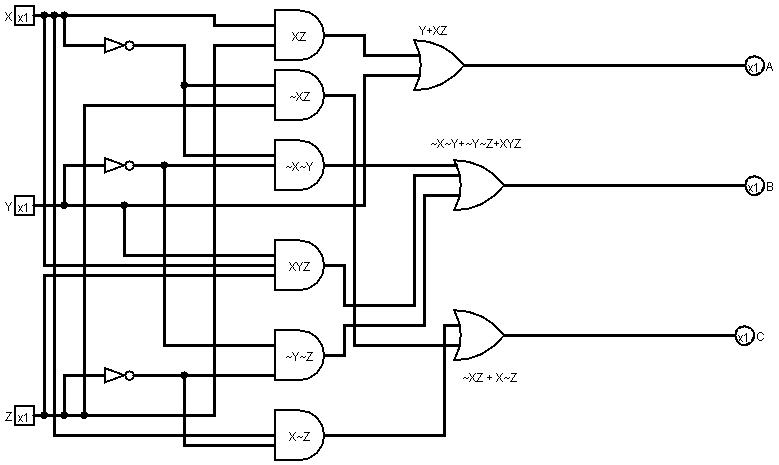 X x1
XZ
Y+XZ
x1 A
~XZ
~X~Y+~Y~Z+XYZ
~X~Y
x1 B
Y x1
XYZ
x1 C
~Y~Z
~XZ + X~Z
Z x1
X~Z